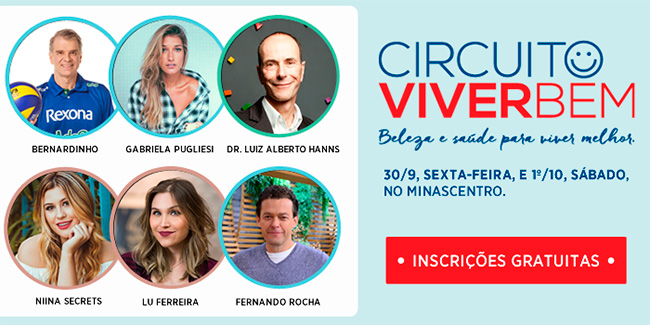 Rexona
BERNARDINHO
GABRIELA PUGLIESI
DR. LUIZ ALBERTO HANNS
NIINA SECRETS
LU FERREIRA
FERNANDO ROCHA
CIRCUITO
VIVERBEM
Beleza e saúde para viver melhor.
30/9, SEXTA-FEIRA, E 1º/10, SÁBADO,
NO MINASCENTRO.
• INSCRIÇÕES GRATUITAS •